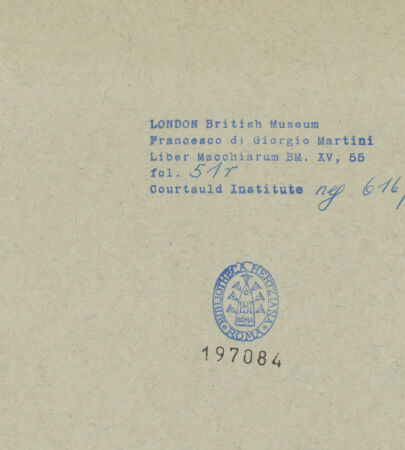 LONDON British Museum
Francesco di Giorgio Martini
Liber Macchiarum BM. XV, 55
fol. 51r
Courtauld Institute neg. 616
BIBLIOTHECA HERTZIANA
ROMA
ROMA
197084